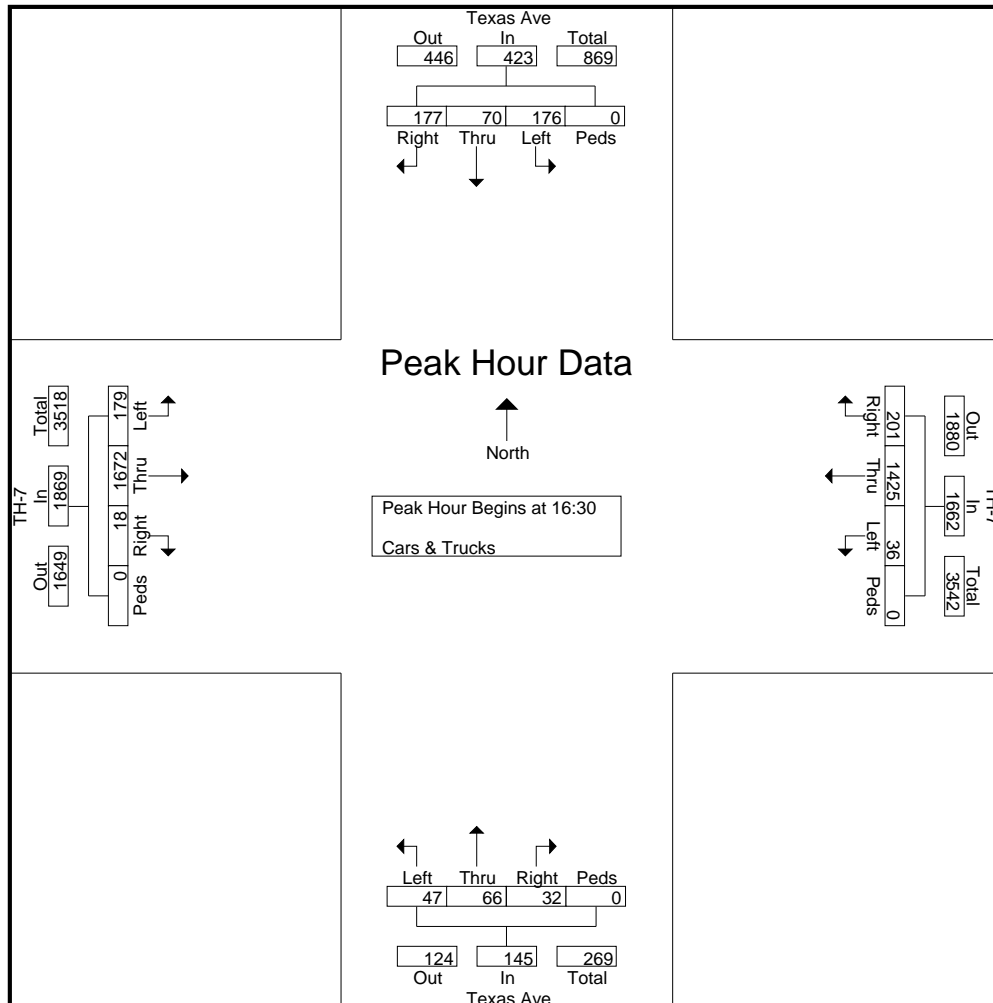 Texas Ave
Out In Total
446 423 869
177 70 176 0
Right Thru Left Peds
Peak Hour Data
North
Peak Hour Begins at 16:30
Cars & Trucks
TH-7
Total In Out
3518 1869 1649
179 1672 18 0
Left Thru Right Peds
Right Thru Left Peds
201 1425 36 0
Out In Total
1880 1662 3542
TH-7
Left Thru Right Peds
47 66 32 0
124 145 269
Out In Total
Texas Ave